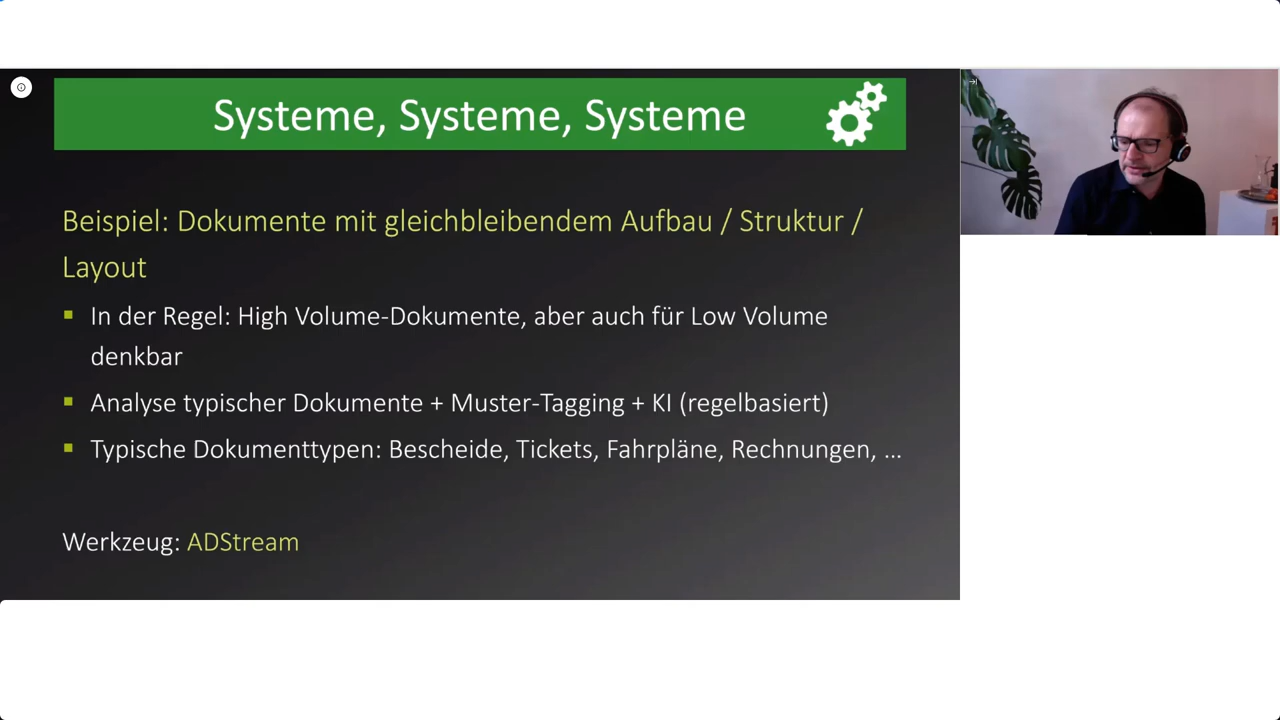 Systeme, Systeme, Systeme
Beispiel: Dokumente mit gleichbleibendem Aufbau / Struktur /
Layout
▪ In der Regel: High Volume-Dokumente, aber auch für Low Volume
denkbar
▪ Analyse typischer Dokumente + Muster-Tagging + KI (regelbasiert)
▪ Typische Dokumenttypen: Bescheide, Tickets, Fahrpläne, Rechnungen, ...
Werkzeug: ADStream